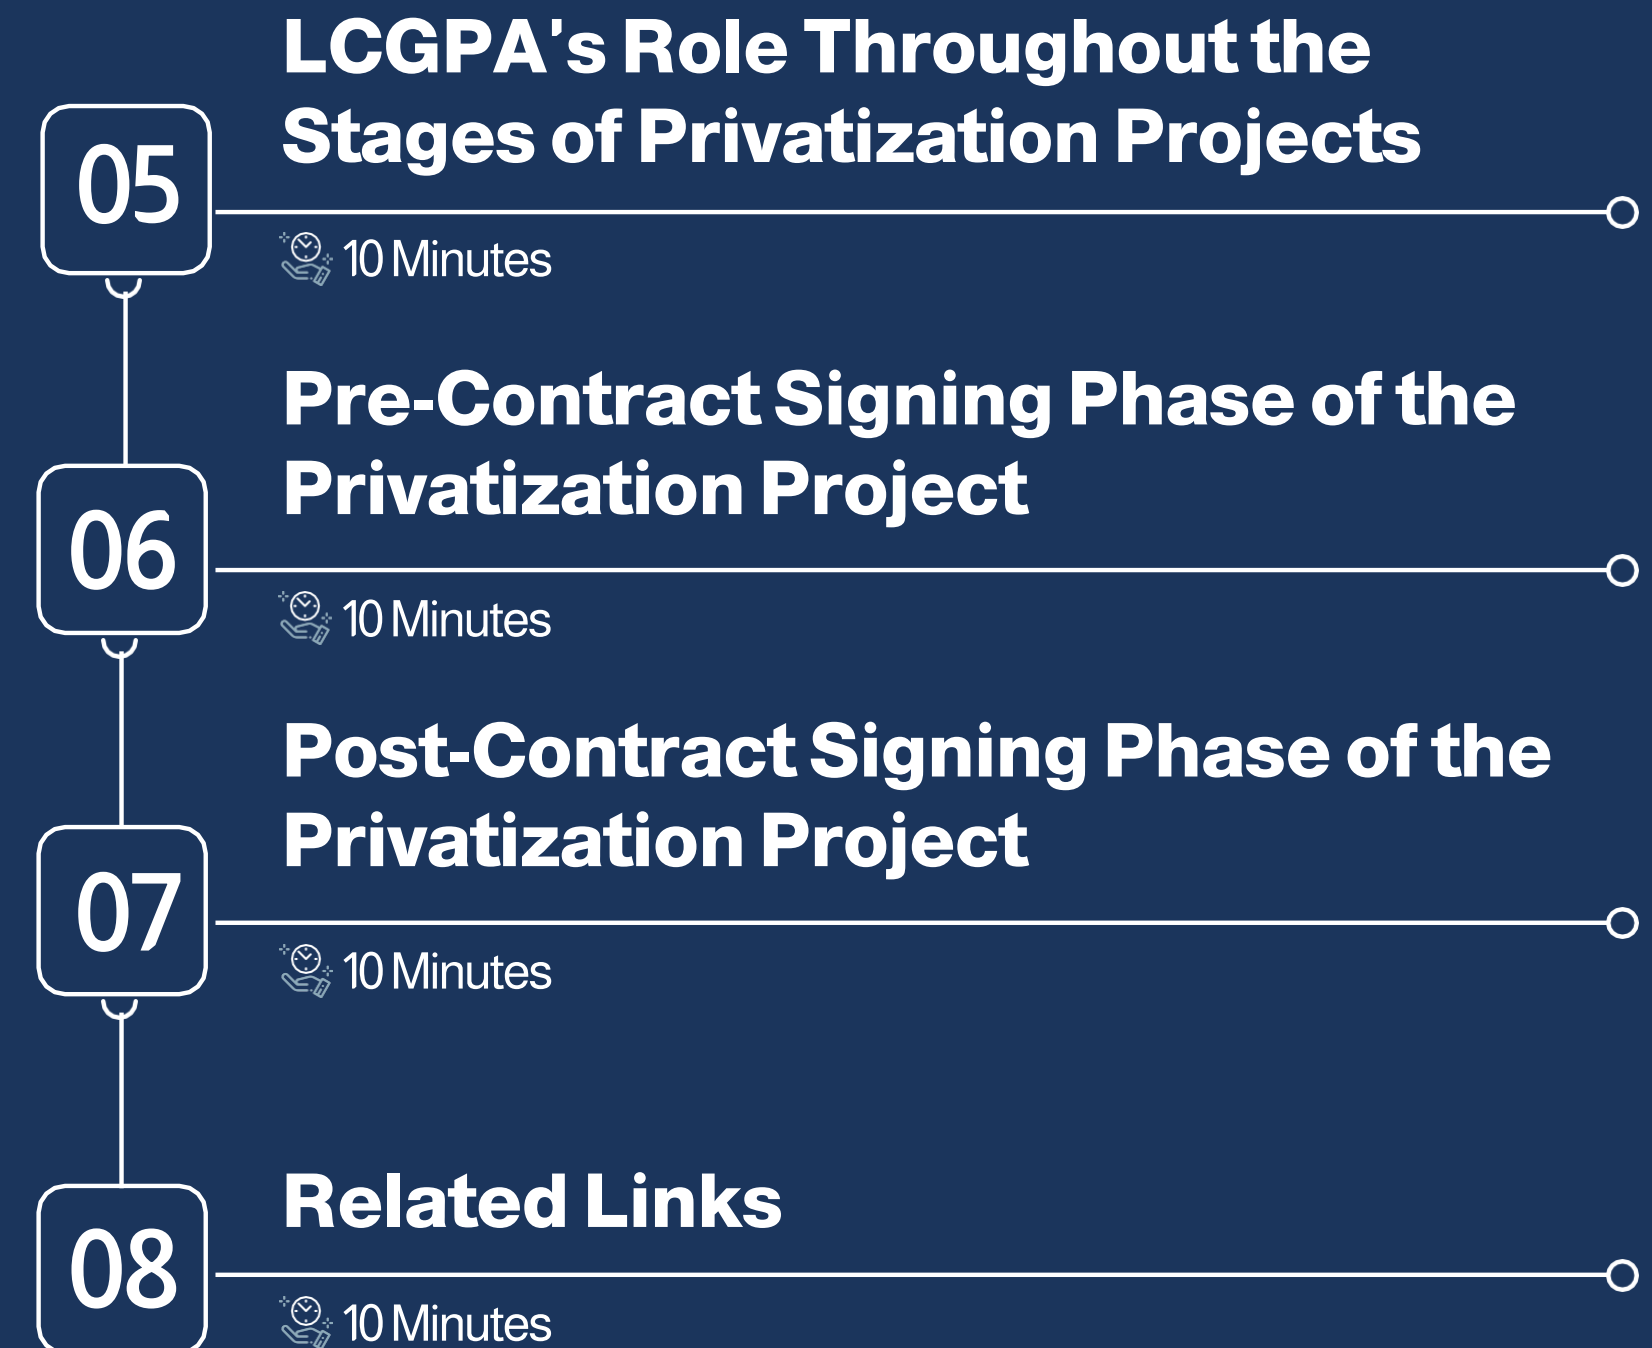 LCGPA's Role Throughout the
Stages of Privatization Projects
05
10 Minutes
Pre-Contract Signing Phase of the
Privatization Project
06
10 Minutes
Post-Contract Signing Phase of the
Privatization Project
07
10 Minutes
Related Links
08
10 Minutes